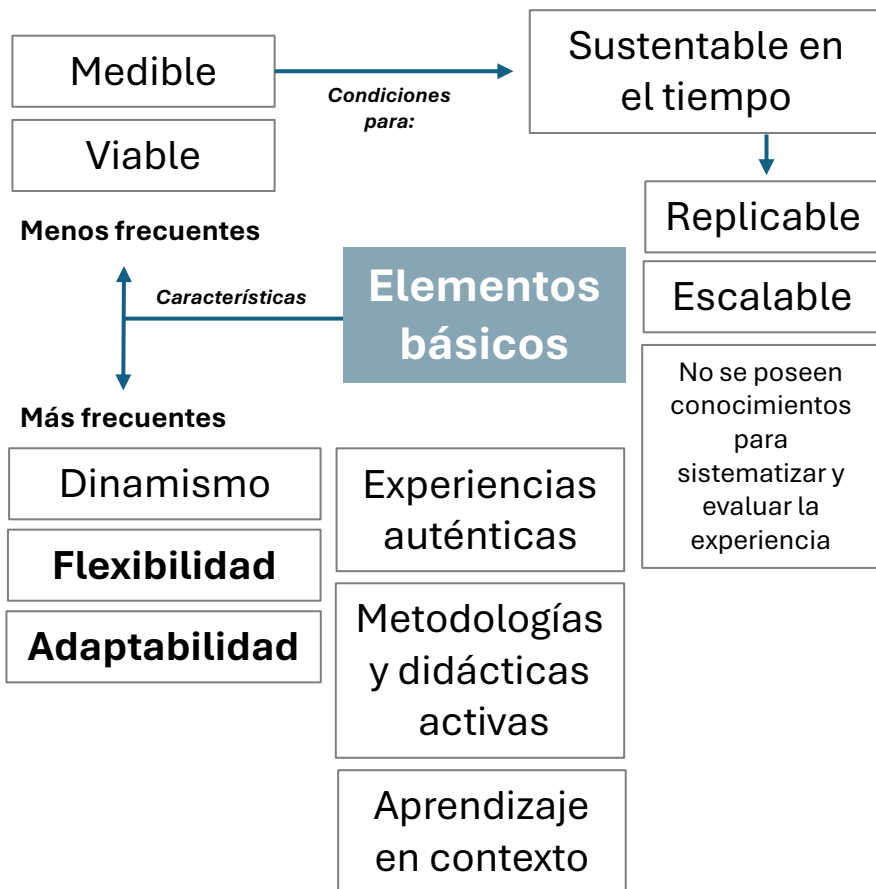 Medible
Condiciones
para:
Sustentable en
el tiempo
Viable
Menos frecuentes
Replicable
Escalable
Características
Elementos
básicos
No se poseen
conocimientos
para
sistematizar y
evaluar la
experiencia
Más frecuentes
Dinamismo
Flexibilidad
Adaptabilidad
Experiencias
auténticas
Metodologías
y didácticas
activas
Aprendizaje
en contexto